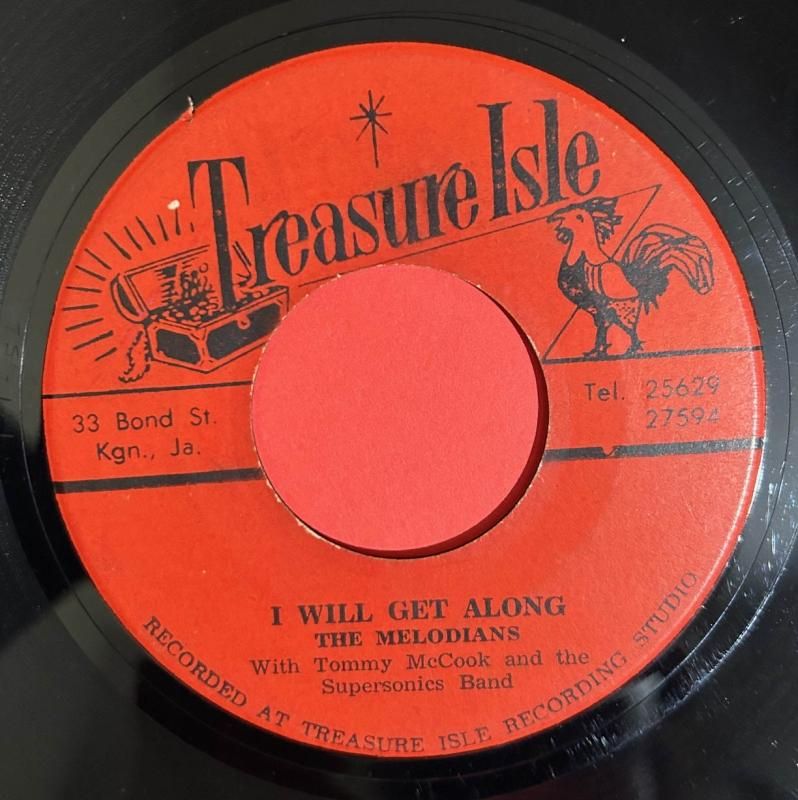 Treasure Isle
33 Bond St.
Kgn., Ja.
Tel. 25629
27594
I WILL GET ALONG
THE MELODIANS
With Tommy McCook and the
Supersonics Band
RECORDED AT TREASURE ISLE RECORDING STUDIO